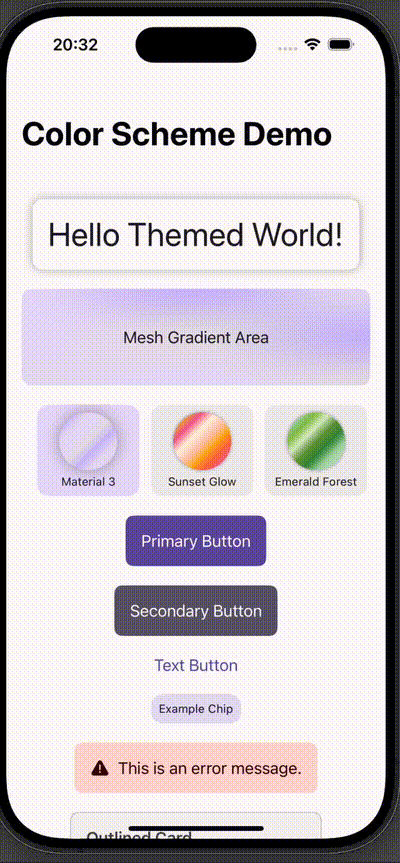 20:32
Color Scheme Demo
Hello Themed World!
Mesh Gradient Area
Material 3
Sunset Glow
Emerald Forest
Primary Button
Secondary Button
Text Button
Example Chip
This is an error message.
Outlined Card